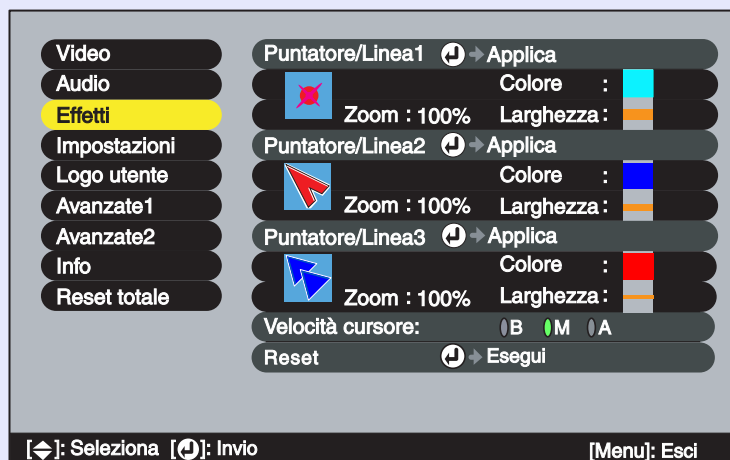 Video
Audio
Effetti
Impostazioni
Logo utente
Avanzate1
Avanzate2
Info
Reset totale
Puntatore/Linea1 Applica
Colore :
Zoom : 100% Larghezza :
Puntatore/Linea2 Applica
Colore :
Zoom : 100% Larghezza :
Puntatore/Linea3 Applica
Colore :
Zoom : 100% Larghezza :
Velocità cursore: B M A
Reset Esegui
[ ]: Seleziona [ ]: Invio [Menu]: Esci